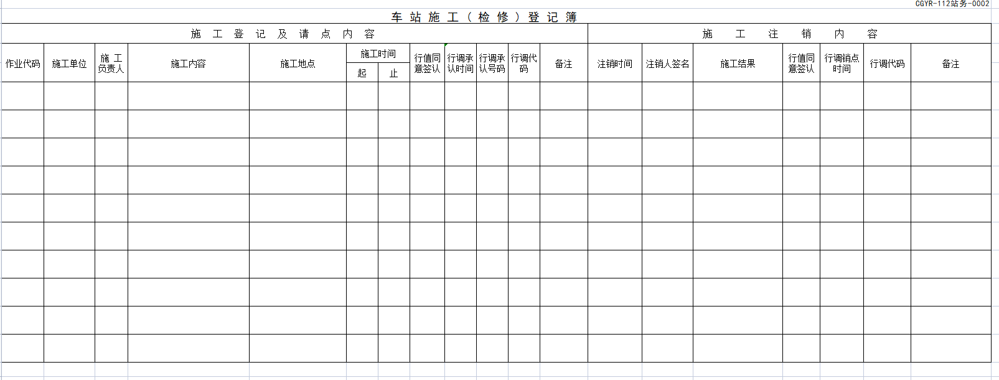 CGYR-112站务-0002
车 站 施 工（ 检 修 ）登 记 簿
施 工 登 记 及 请 点 内 容
施 工 注 销 内 容
作业代码
施工单位
施 工
负责人
施工内容
施工地点
施工时间
起
止
行值同
意签认
行调承
认时间
行调承
认号码
行调代
码
备注
注销时间
注销人签名
施工结果
行值同
意签认
行调销点
时间
行调代码
备注